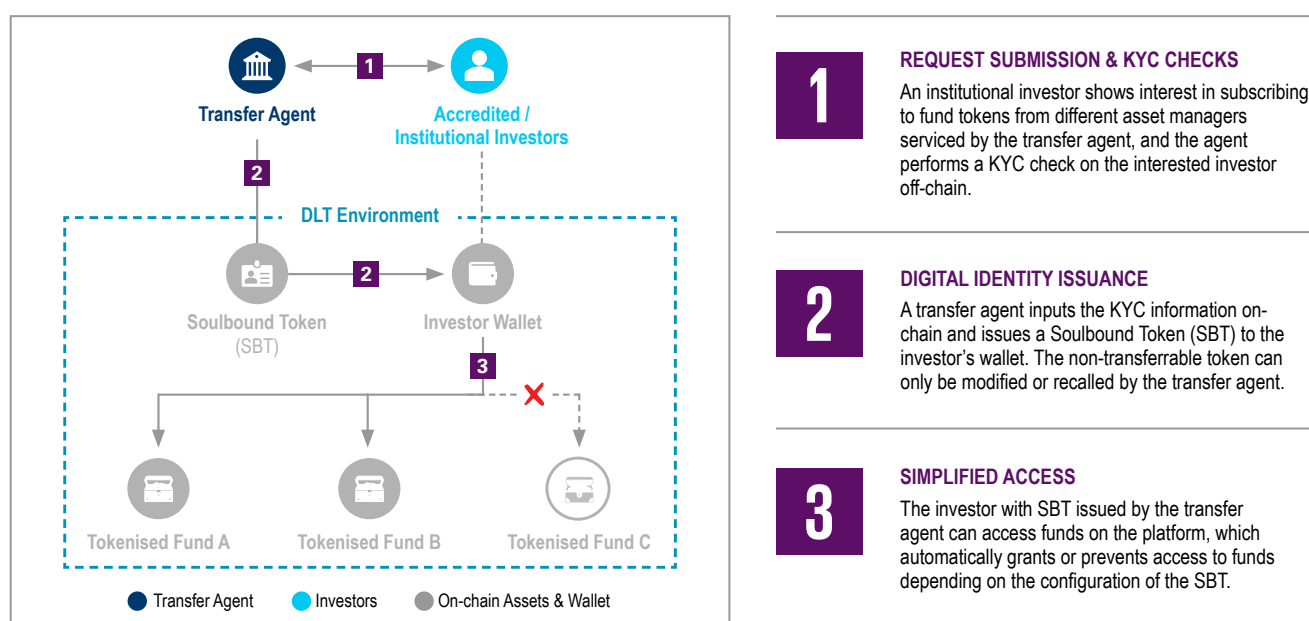 1
Transfer Agent
Accredited /
Institutional Investors
2
DLT Environment
2
Soulbound Token
(SBT)
Investor Wallet
3
Tokenised Fund A
Tokenised Fund B
Tokenised Fund C
Transfer Agent
Investors
On-chain Assets & Wallet
1
REQUEST SUBMISSION & KYC CHECKS
An institutional investor shows interest in subscribing
to fund tokens from different asset managers
serviced by the transfer agent, and the agent
performs a KYC check on the interested investor
off-chain.
2
DIGITAL IDENTITY ISSUANCE
A transfer agent inputs the KYC information on-
chain and issues a Soulbound Token (SBT) to the
investor's wallet. The non-transferrable token can
only be modified or recalled by the transfer agent.
3
SIMPLIFIED ACCESS
The investor with SBT issued by the transfer
agent can access funds on the platform, which
automatically grants or prevents access to funds
depending on the configuration of the SBT.